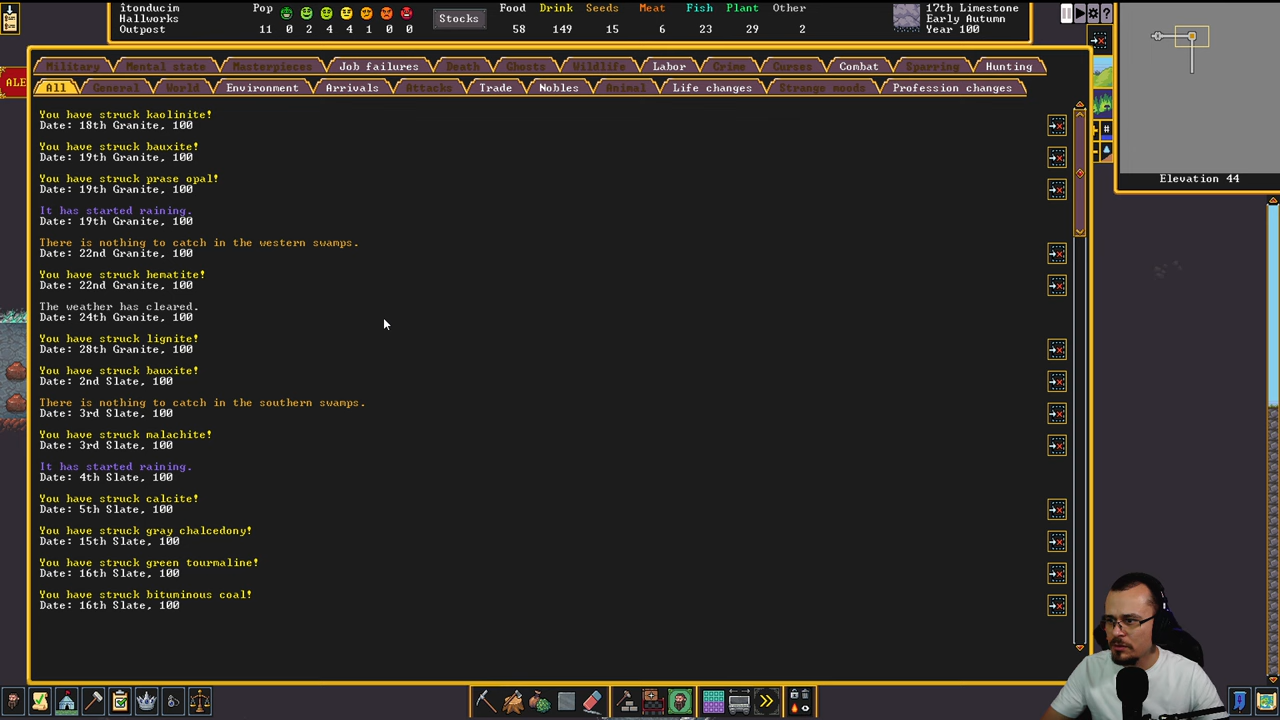 îtonducim
Hallworks
Outpost
Pop
11 0 2 4 4 1 0 0
Stocks
Food Drink Seeds Meat Fish Plant Other
58 149 15 6 23 29 2
17th Limestone
Early Autumn
Year 100
ALE
Military Mental state Masterpieces Job failures Death Ghosts Wildlife Labor Crime Curses Combat Sparring Hunting
All General World Environment Arrivals Attacks Trade Nobles Animal Life changes Strange moods Profession changes
You have struck kaolinite!
Date: 18th Granite, 100
You have struck bauxite!
Date: 19th Granite, 100
You have struck prase opal!
Date: 19th Granite, 100
It has started raining.
Date: 19th Granite, 100
There is nothing to catch in the western swamps.
Date: 22nd Granite, 100
You have struck hematite!
Date: 22nd Granite, 100
The weather has cleared.
Date: 24th Granite, 100
You have struck lignite!
Date: 28th Granite, 100
You have struck bauxite!
Date: 2nd Slate, 100
There is nothing to catch in the southern swamps.
Date: 3rd Slate, 100
You have struck malachite!
Date: 3rd Slate, 100
It has started raining.
Date: 4th Slate, 100
You have struck calcite!
Date: 5th Slate, 100
You have struck gray chalcedony!
Date: 15th Slate, 100
You have struck green tourmaline!
Date: 16th Slate, 100
You have struck bituminous coal!
Date: 16th Slate, 100
Elevation 44